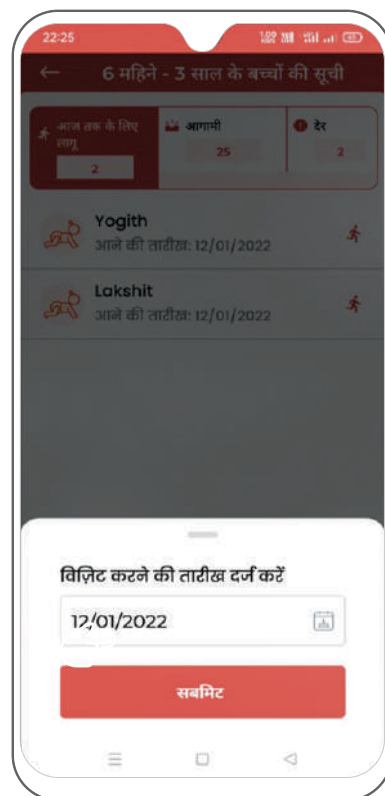 22:25
6 महिने - 3 साल के बच्चों की सूची
आज तक के लिए
लागू
2
आगामी
25
देर
2
Yogith
आने की तारीख: 12/01/2022
Lakshit
आने की तारीख: 12/01/2022
विज़िट करने की तारीख दर्ज करें
12/01/2022
सबमिट